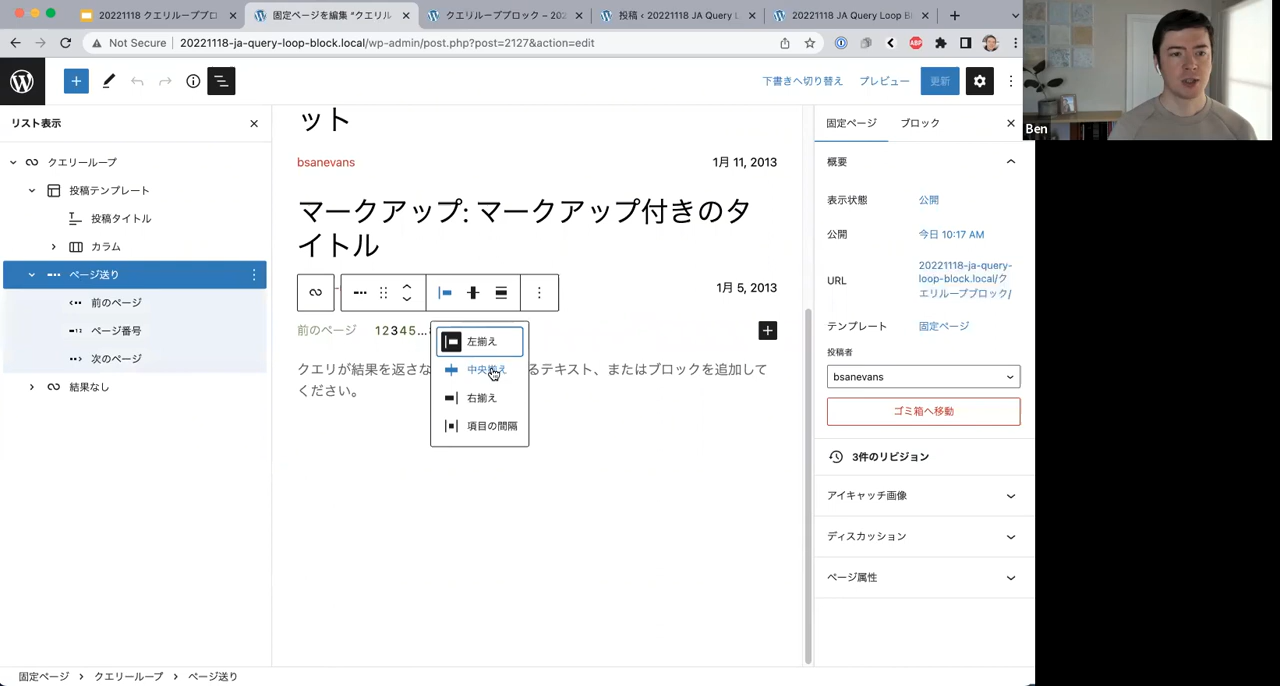 20221118 クエリループブロ
固定ページを編集 “クエリル
クエリループブロック – 202
投稿 ‹ 20221118 JA Query L
20221118 JA Query Loop Bl
Not Secure
20221118-ja-query-loop-block.local/wp-admin/post.php?post=2127&action=edit
ABP
下書きへ切り替え
プレビュー
更新
Ben
リスト表示
クエリーループ
投稿テンプレート
投稿タイトル
カラム
ページ送り
前のページ
ページ番号
次のページ
結果なし
ット
bsanevans
1月 11, 2013
マークアップ: マークアップ付きのタ
イトル
1月 5, 2013
前のページ
12345...
左揃え
中央揃え
右揃え
項目の間隔
クエリが結果を返さな
るテキスト、またはブロックを追加して
ください。
固定ページ
ブロック
概要
表示状態
公開
公開
今日 10:17 AM
URL
20221118-ja-query-
loop-block.local/ク
エリループブロック/
テンプレート
固定ページ
投稿者
bsanevans
ゴミ箱へ移動
3件のリビジョン
アイキャッチ画像
ディスカッション
ページ属性
固定ページ > クエリーループ > ページ送り